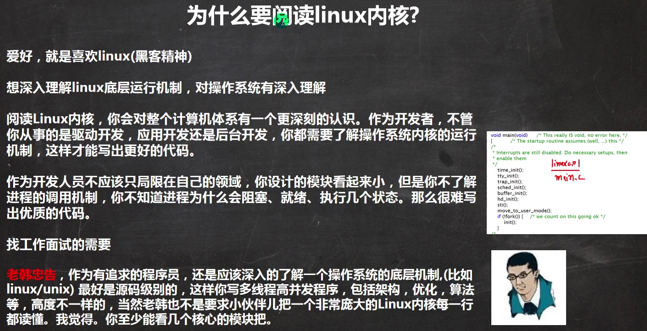 为什么要阅读linux内核?
爱好，就是喜欢linux(黑客精神)
想深入理解linux底层运行机制，对操作系统有深入理解
阅读Linux内核，你会对整个计算机体系有一个更深刻的认识。作为开发者，不管
你从事的是驱动开发，应用开发还是后台开发，你都需要了解操作系统内核的运行
机制，这样才能写出更好的代码。
作为开发人员不应该只局限在自己的领域，你设计的模块看起来小，但是你不了解
进程的调用机制，你不知道进程为什么会阻塞、就绪、执行几个状态。那么很难写
出优质的代码。
找工作面试的需要
老韩忠告，作为有追求的程序员，还是应该深入的了解一个操作系统的底层机制,(比如
linux/unix) 最好是源码级别的，这样你写多线程高并发程序，包括架构，优化，算法
等，高度不一样的，当然老韩也不是要求小伙伴儿把一个非常庞大的Linux内核每一行
都读懂。我觉得。你至少能看几个核心的模块把。
void main(void) /* This really IS void, no error here. */
{ /* The startup routine assumes (well, ...) this */
/*
* Interrupts are still disabled. Do necessary setups, then
* enable them
*/
time_init();
tty_init();
trap_init();
sched_init();
buffer_init();
hd_init();
sti();
move_to_user_mode();
if (!fork()) { /* we count on this going ok */
init();
}
main.c